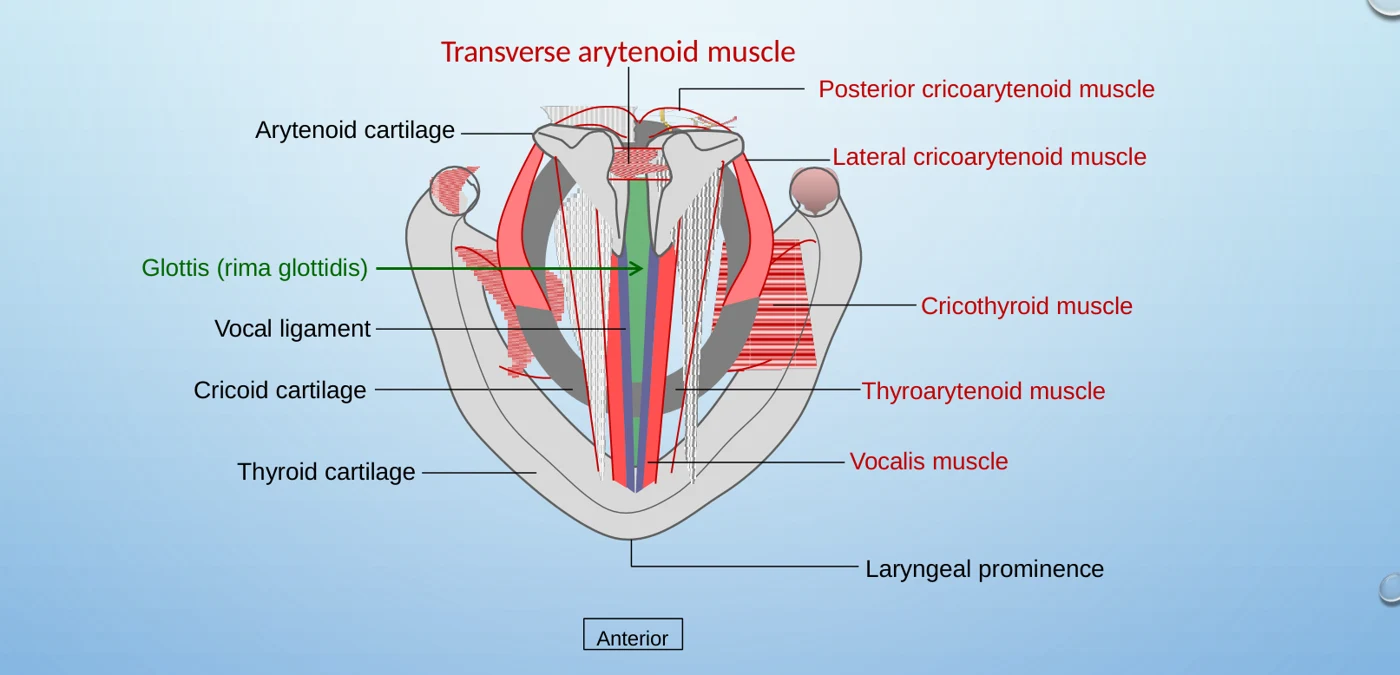 Transverse arytenoid muscle
Posterior cricoarytenoid muscle
Arytenoid cartilage
Lateral cricoarytenoid muscle
Glottis (rima glottidis)
Cricothyroid muscle
Vocal ligament
Cricoid cartilage
Thyroarytenoid muscle
Vocalis muscle
Thyroid cartilage
Laryngeal prominence
Anterior